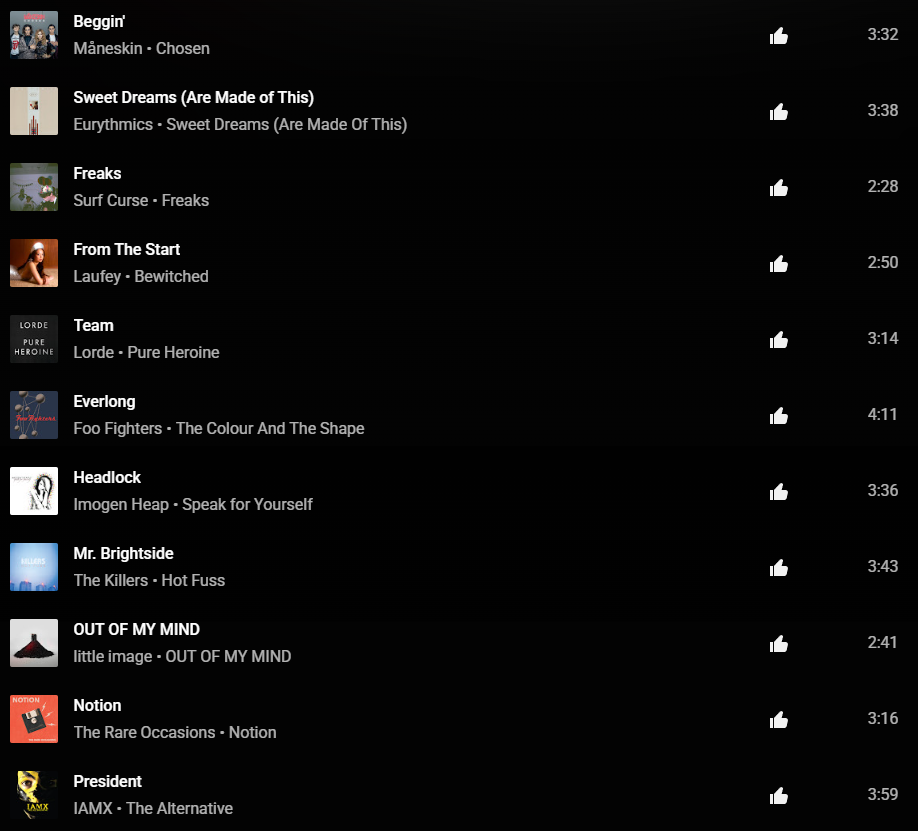 Beggin'
Måneskin • Chosen
3:32
Sweet Dreams (Are Made of This)
Eurythmics • Sweet Dreams (Are Made Of This)
3:38
Freaks
Surf Curse • Freaks
2:28
From The Start
Laufey • Bewitched
2:50
LORDE
PURE
HEROINE
Team
Lorde • Pure Heroine
3:14
Foo Fighters
Everlong
Foo Fighters • The Colour And The Shape
4:11
Headlock
Imogen Heap • Speak for Yourself
3:36
KILLERS
Mr. Brightside
The Killers • Hot Fuss
3:43
OUT OF MY MIND
little image • OUT OF MY MIND
2:41
NOTION
Notion
The Rare Occasions • Notion
3:16
IAMX
President
IAMX • The Alternative
3:59